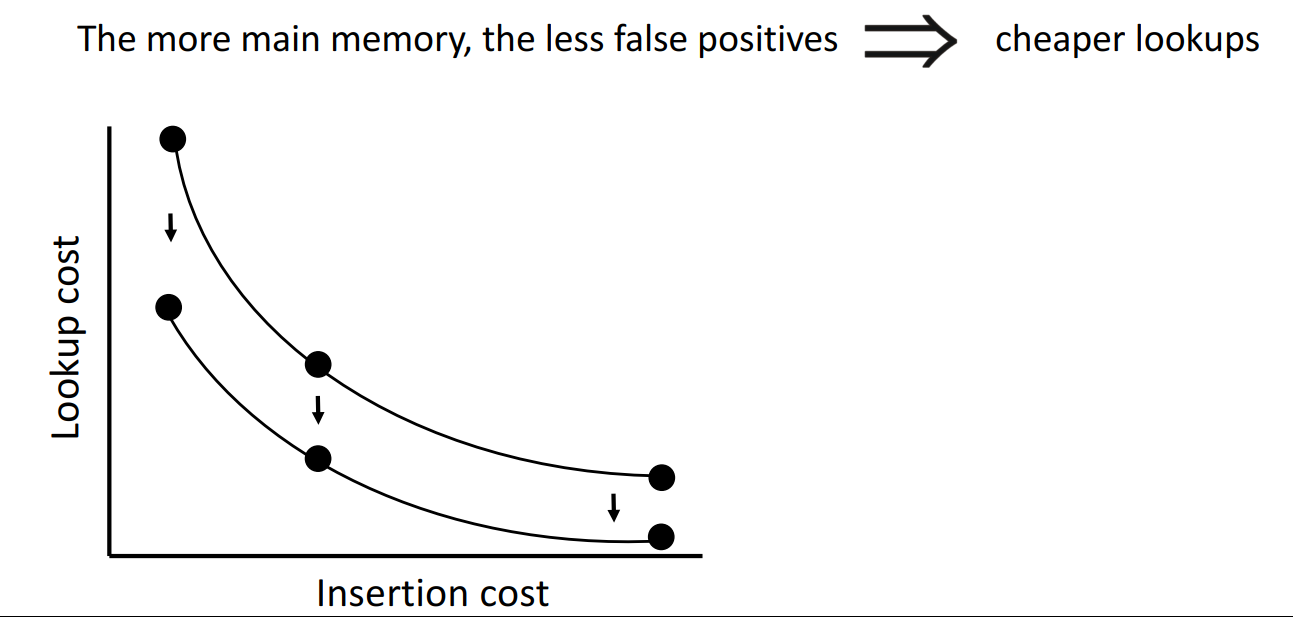 The more main memory, the less false positives ⇒ cheaper lookups
Lookup cost
Insertion cost